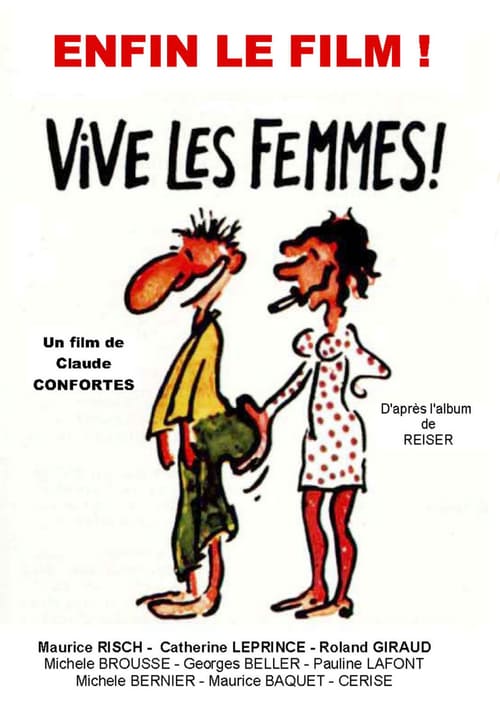 ENFIN LE FILM !
ViVE LES FEMMES!
Un film de
Claude
CONFORTES
D'après l'album
de
REISER
Maurice RISCH - Catherine LEPRINCE - Roland GIRAUD
Michele BROUSSE - Georges BELLER - Pauline LAFONT
Michele BERNIER - Maurice BAQUET - CERISE